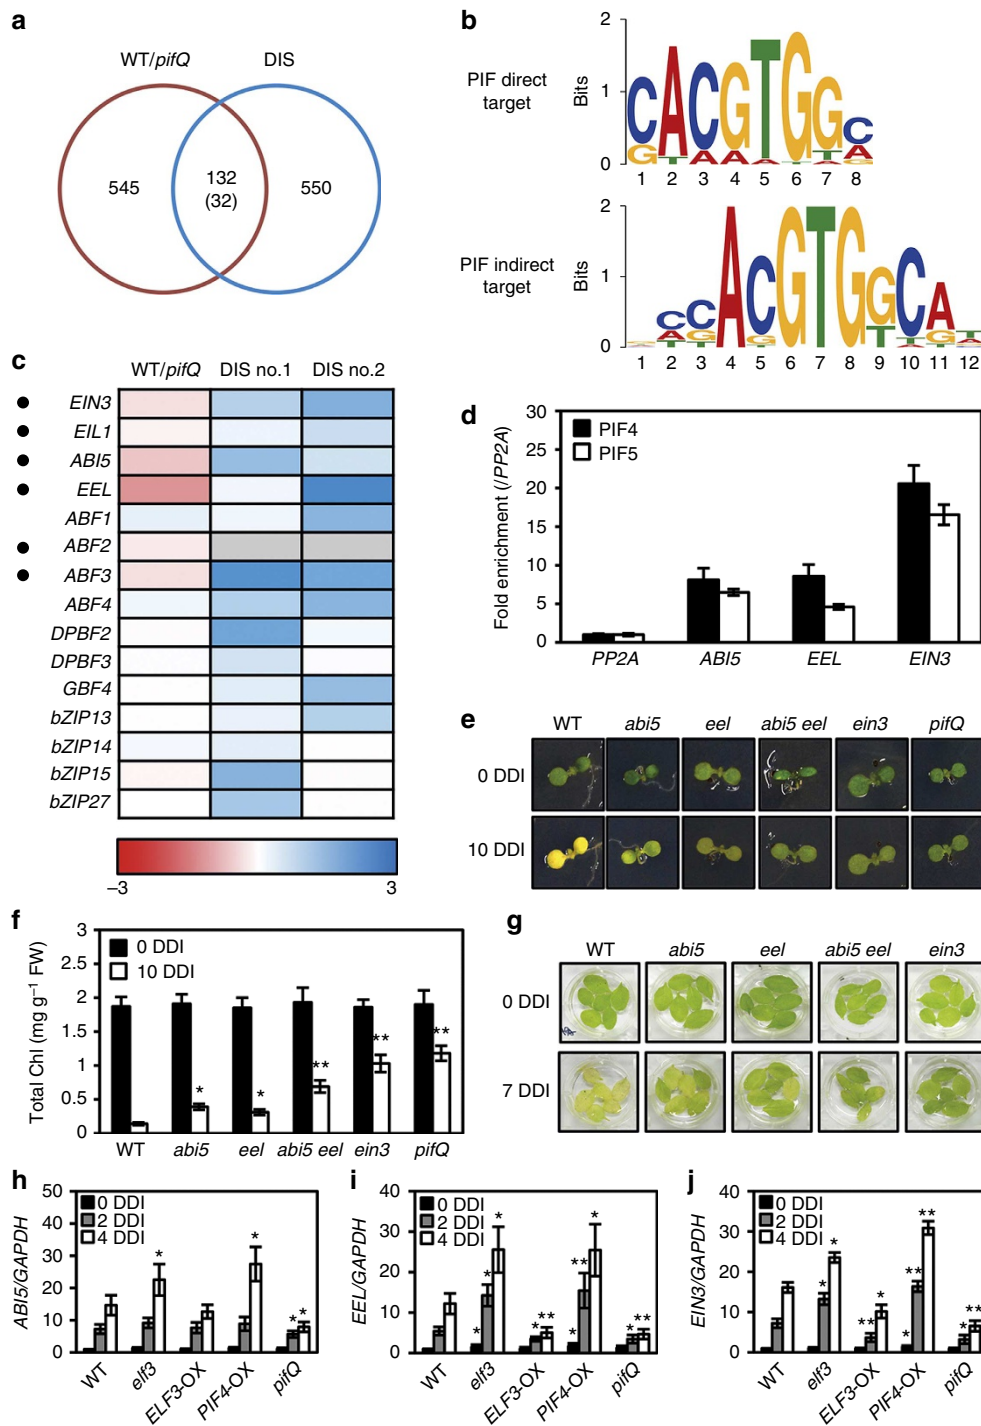 a
WT/pifQ
DIS
545
132
(32)
550
b
PIF direct
target
Bits
2
1
0
CACGTGGC
GTAAATA
TAG
1 2 3 4 5 6 7 8
PIF indirect
target
Bits
2
1
0
CCACGTGGCA
1 2 3 4 5 6 7 8 9 10 11 12
c
WT/pifQ DIS no.1 DIS no.2
EIN3
EIL1
ABI5
EEL
ABF1
ABF2
ABF3
ABF4
DPBF2
DPBF3
GBF4
bZIP13
bZIP14
bZIP15
bZIP27
−3 3
d
Fold enrichment (/PP2A)
30
25
20
15
10
5
0
PIF4
PIF5
PP2A ABI5 EEL EIN3
e
WT abi5 eel abi5 eel ein3 pifQ
0 DDI
10 DDI
f
Total Chl (mg g−1 FW)
3
2.5
2
1.5
1
0.5
0
0 DDI
10 DDI
* * ** ** **
WT abi5 eel abi5 eel ein3 pifQ
g
WT abi5 eel abi5 eel ein3
0 DDI
7 DDI
h
ABI5/GAPDH
50
40
30
20
10
0
0 DDI
2 DDI
4 DDI
* * * *
WT elf3 ELF3-OX PIF4-OX pifQ
i
EEL/GAPDH
40
30
20
10
0
0 DDI
2 DDI
4 DDI
* * * * ** * ** * * **
WT elf3 ELF3-OX PIF4-OX pifQ
j
EIN3/GAPDH
40
30
20
10
0
0 DDI
2 DDI
4 DDI
* * ** * * ** ** * **
WT elf3 ELF3-OX PIF4-OX pifQ